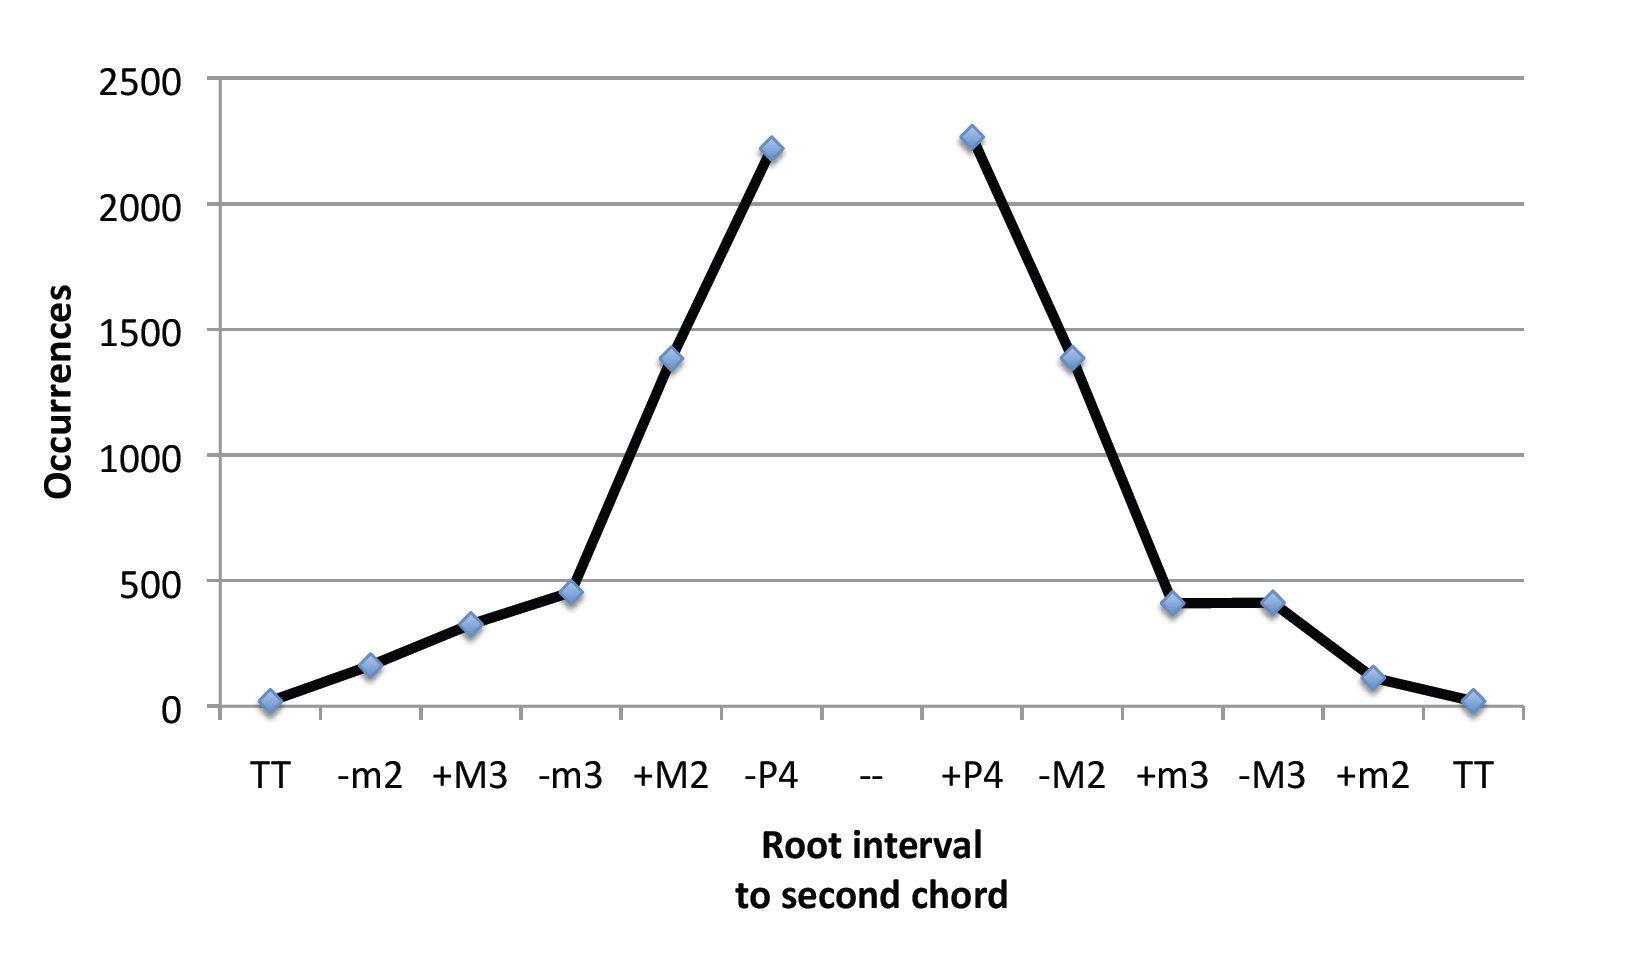 2500
2000
1500
1000
500
0
Occurrences
TT -m2 +M3 -m3 +M2 -P4 -- +P4 -M2 +m3 -M3 +m2 TT
Root interval
to second chord